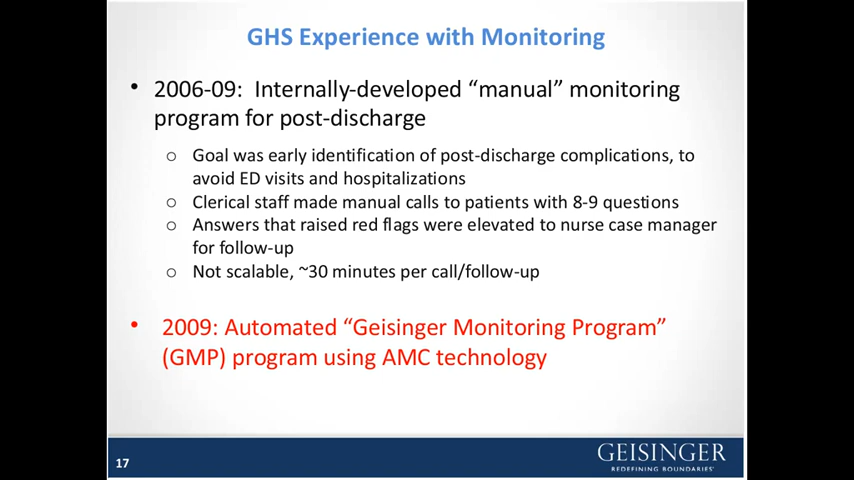 GHS Experience with Monitoring
• 2006-09: Internally-developed “manual” monitoring
program for post-discharge
○ Goal was early identification of post-discharge complications, to
avoid ED visits and hospitalizations
○ Clerical staff made manual calls to patients with 8-9 questions
○ Answers that raised red flags were elevated to nurse case manager
for follow-up
○ Not scalable, ~30 minutes per call/follow-up
• 2009: Automated “Geisinger Monitoring Program”
(GMP) program using AMC technology
17
GEISINGER
REDEFINING BOUNDARIES®